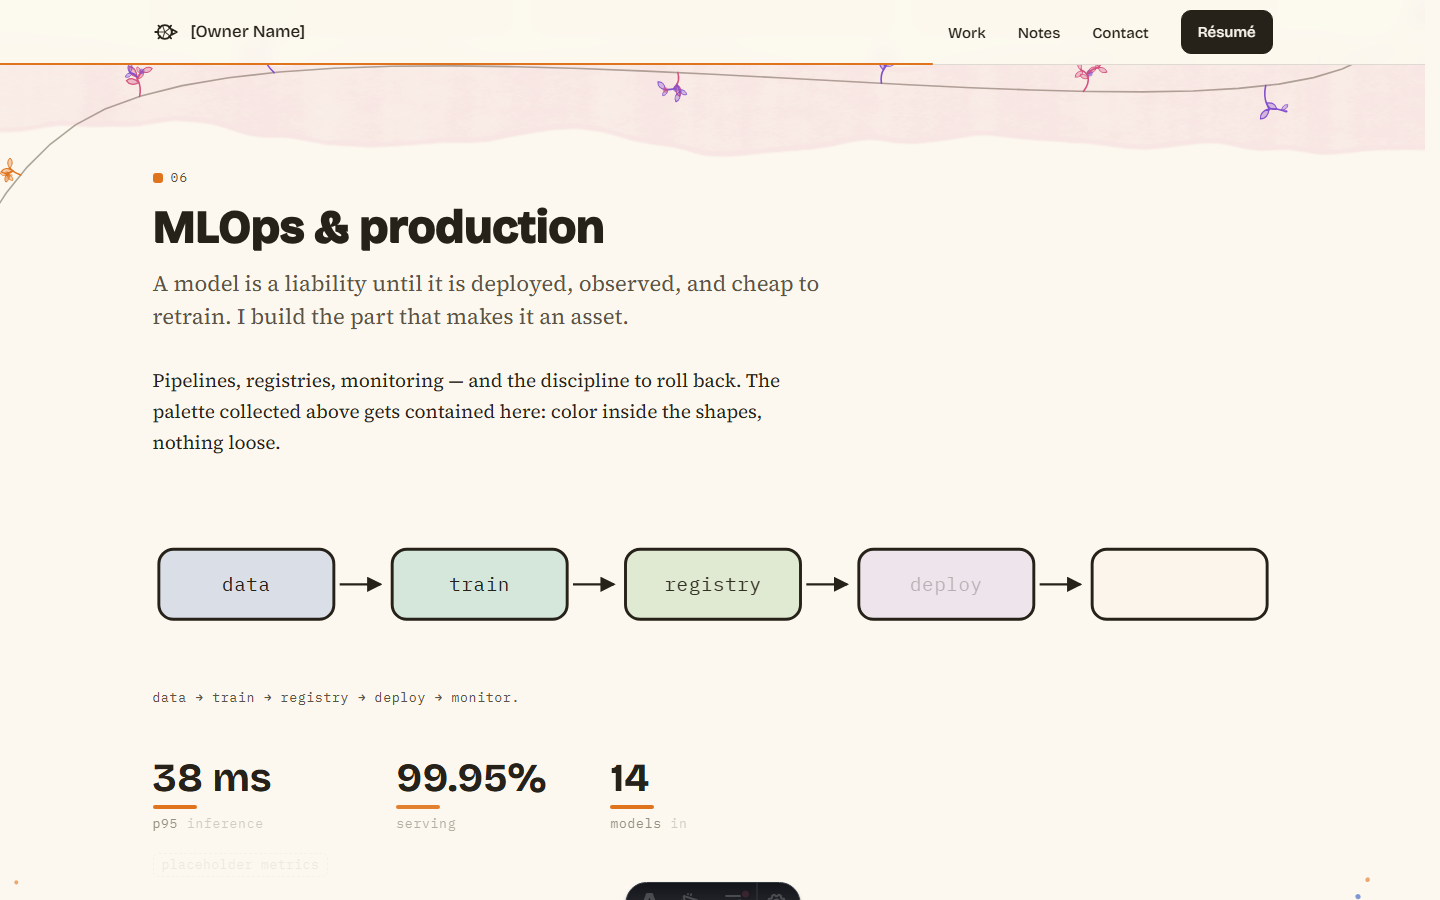 [Owner Name]
Work
Notes
Contact
Résumé
06
MLOps & production
A model is a liability until it is deployed, observed, and cheap to
retrain. I build the part that makes it an asset.
Pipelines, registries, monitoring — and the discipline to roll back. The
palette collected above gets contained here: color inside the shapes,
nothing loose.
data
train
registry
deploy
data → train → registry → deploy → monitor.
38 ms
99.95%
14
p95 inference
serving
models in
placeholder metrics